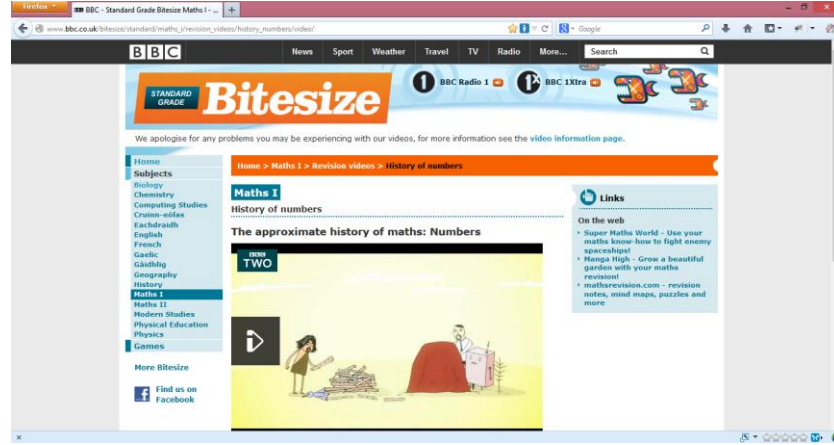 Firefox
BBC - Standard Grade Bitesize Maths I - ...
www.bbc.co.uk/bitesize/standard/maths_i/revision_videos/history_numbers/video/
Google
BBC
News Sport Weather Travel TV Radio More... Search
STANDARD GRADE
Bitesize
1 BBC Radio 1
1X BBC 1Xtra
We apologise for any problems you may be experiencing with our videos, for more information see the video information page.
Home
Subjects
Biology
Chemistry
Computing Studies
Cruinn-eòlas
Eachdraidh
English
French
Gaelic
Gàidhlig
Geography
History
Maths I
Maths II
Modern Studies
Physical Education
Physics
Games
More Bitesize
Find us on
Facebook
Home > Maths I > Revision videos > History of numbers
Maths I
History of numbers
The approximate history of maths: Numbers
BBC
TWO
Links
On the web
Super Maths World - Use your
maths know-how to fight enemy
spaceships!
Manga High - Grow a beautiful
garden with your maths
revision!
mathsrevision.com - revision
notes, mind maps, puzzles and
more